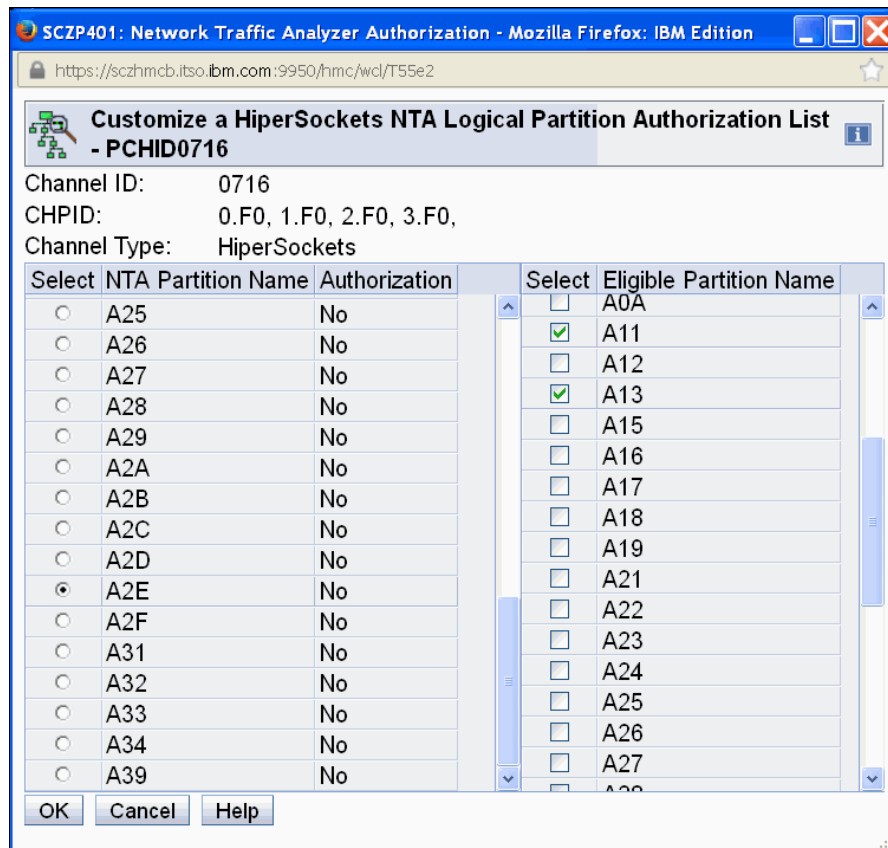 SCZP401: Network Traffic Analyzer Authorization - Mozilla Firefox: IBM Edition
https://sczhmcb.itso.ibm.com:9950/hmc/wcl/T55e2
Customize a HiperSockets NTA Logical Partition Authorization List
- PCHID0716
Channel ID: 0716
CHPID: 0.F0, 1.F0, 2.F0, 3.F0,
Channel Type: HiperSockets
Select NTA Partition Name Authorization
A25 No
A26 No
A27 No
A28 No
A29 No
A2A No
A2B No
A2C No
A2D No
A2E No
A2F No
A31 No
A32 No
A33 No
A34 No
A39 No
Select Eligible Partition Name
A0A
A11
A12
A13
A15
A16
A17
A18
A19
A21
A22
A23
A24
A25
A26
A27
OK Cancel Help